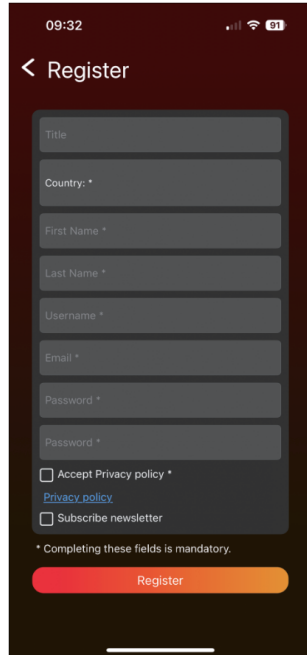 09:32
91
Register
Title
Country: *
First Name *
Last Name *
Username *
Email *
Password *
Password *
Accept Privacy policy *
Privacy policy
Subscribe newsletter
* Completing these fields is mandatory.
Register